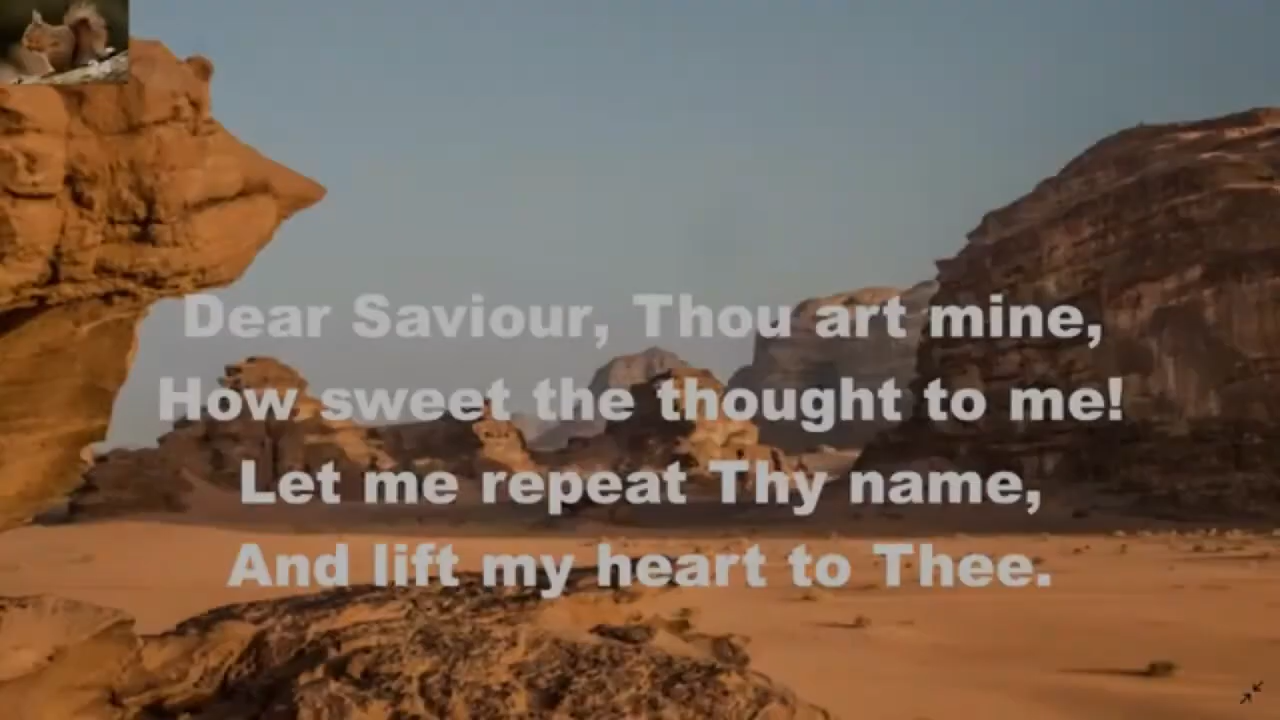 Dear Saviour, Thou art mine,
How sweet the thought to me!
Let me repeat Thy name,
And lift my heart to Thee.